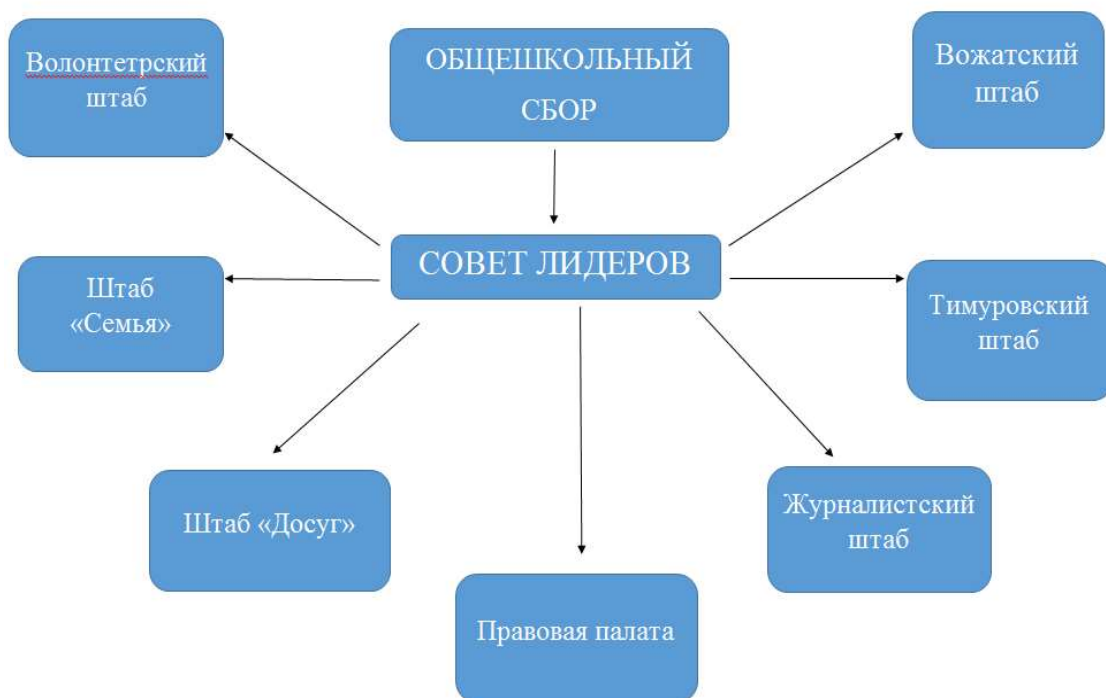 Волонтетрский
штаб
ОБЩЕШКОЛЬНЫЙ
СБОР
Вожатский
штаб
СОВЕТ ЛИДЕРОВ
Штаб
«Семья»
Тимуровский
штаб
Штаб «Досуг»
Журналистский
штаб
Правовая палата